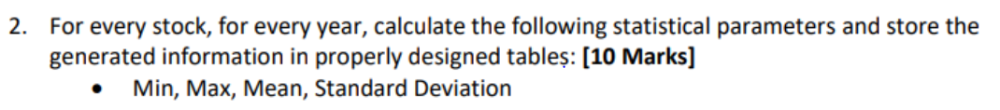 2. For every stock, for every year, calculate the following statistical parameters and store the
generated information in properly designed tables: [10 Marks]
• Min, Max, Mean, Standard Deviation